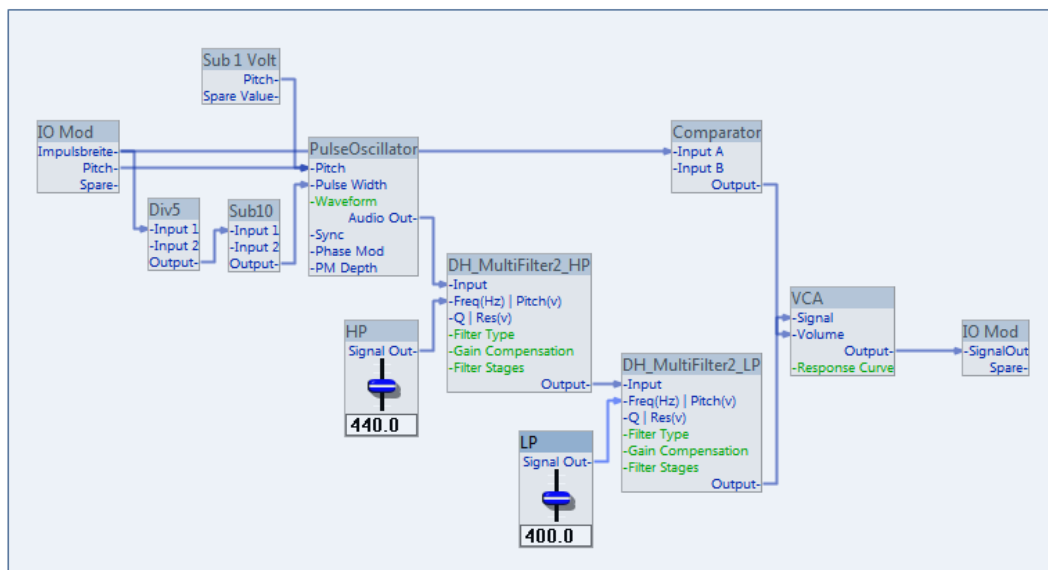 Sub 1 Volt
Pitch-
Spare Value-
IO Mod
Impulsbreite-
Pitch-
Spare-
PulseOscillator
-Pitch
-Pulse Width
-Waveform
Audio Out-
-Sync
-Phase Mod
-PM Depth
Comparator
-Input A
-Input B
Output-
Div5
-Input 1
-Input 2
Output-
Sub10
-Input 1
-Input 2
Output-
DH_MultiFilter2_HP
-Input
-Freq(Hz) | Pitch(v)
-Q | Res(v)
-Filter Type
-Gain Compensation
-Filter Stages
Output-
HP
Signal Out-
440.0
DH_MultiFilter2_LP
-Input
-Freq(Hz) | Pitch(v)
-Q | Res(v)
-Filter Type
-Gain Compensation
-Filter Stages
Output-
LP
Signal Out-
400.0
VCA
-Signal
-Volume
Output-
-Response Curve
IO Mod
-SignalOut
Spare-